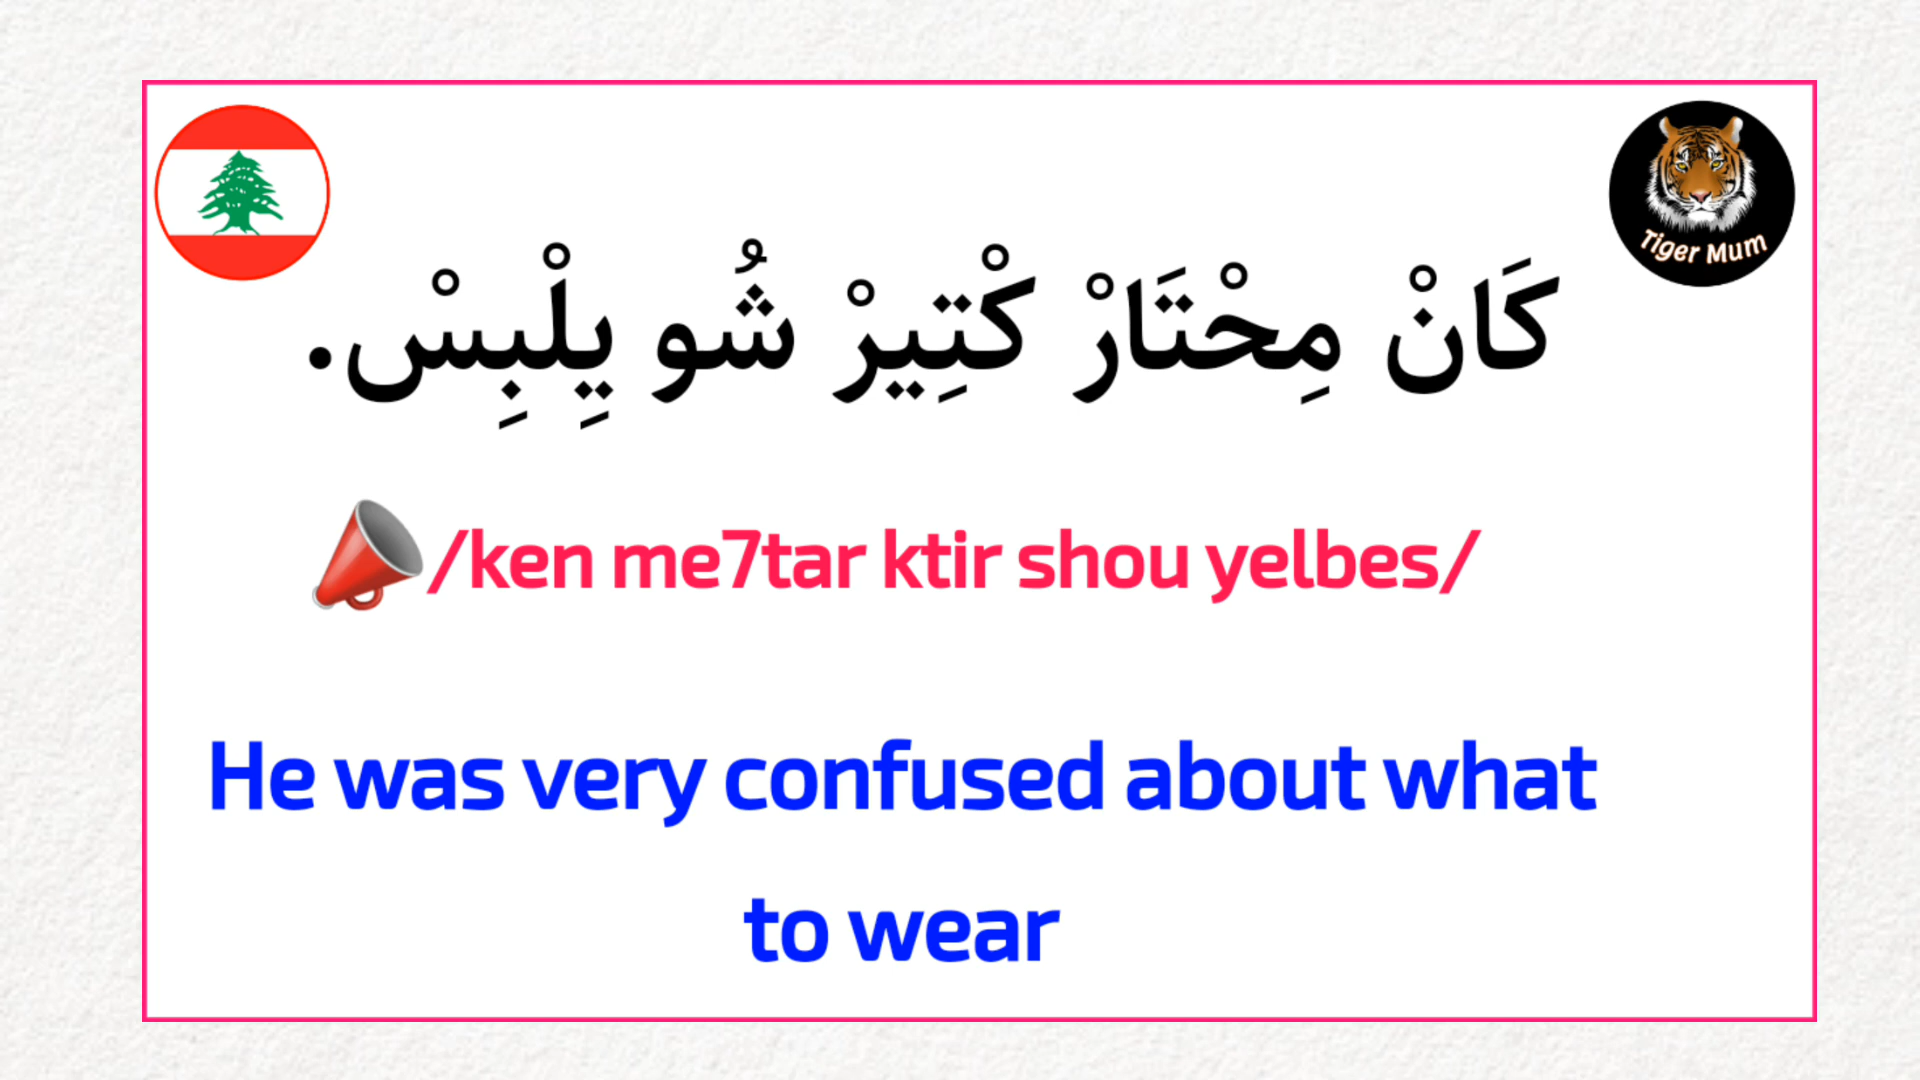 Tiger Mum
كَانْ مِحْتَارْ كْتِيرْ شُو يِلْبِسْ.
/ken me7tar ktir shou yelbes/
He was very confused about what
to wear